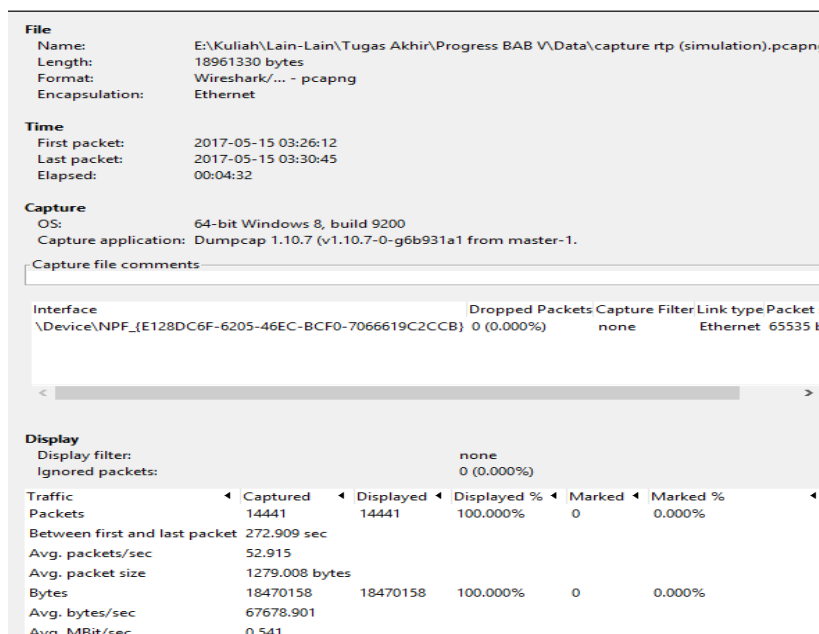 File
Name: E:\Kuliah\Lain-Lain\Tugas Akhir\Progress BAB V\Data\capture rtp (simulation).pcapn
Length: 18961330 bytes
Format: Wireshark/... - pcapng
Encapsulation: Ethernet
Time
First packet: 2017-05-15 03:26:12
Last packet: 2017-05-15 03:30:45
Elapsed: 00:04:32
Capture
OS: 64-bit Windows 8, build 9200
Capture application: Dumpcap 1.10.7 (v1.10.7-0-g6b931a1 from master-1.
Capture file comments
Interface Dropped Packets Capture Filter Link type Packet
\Device\NPF_{E128DC6F-6205-46EC-BCF0-7066619C2CCB} 0 (0.000%) none Ethernet 65535
Display
Display filter: none
Ignored packets: 0 (0.000%)
Traffic Captured Displayed Displayed % Marked Marked %
Packets 14441 14441 100.000% 0 0.000%
Between first and last packet 272.909 sec
Avg. packets/sec 52.915
Avg. packet size 1279.008 bytes
Bytes 18470158 18470158 100.000% 0 0.000%
Avg. bytes/sec 67678.901
Avg. MBit/sec 0.541